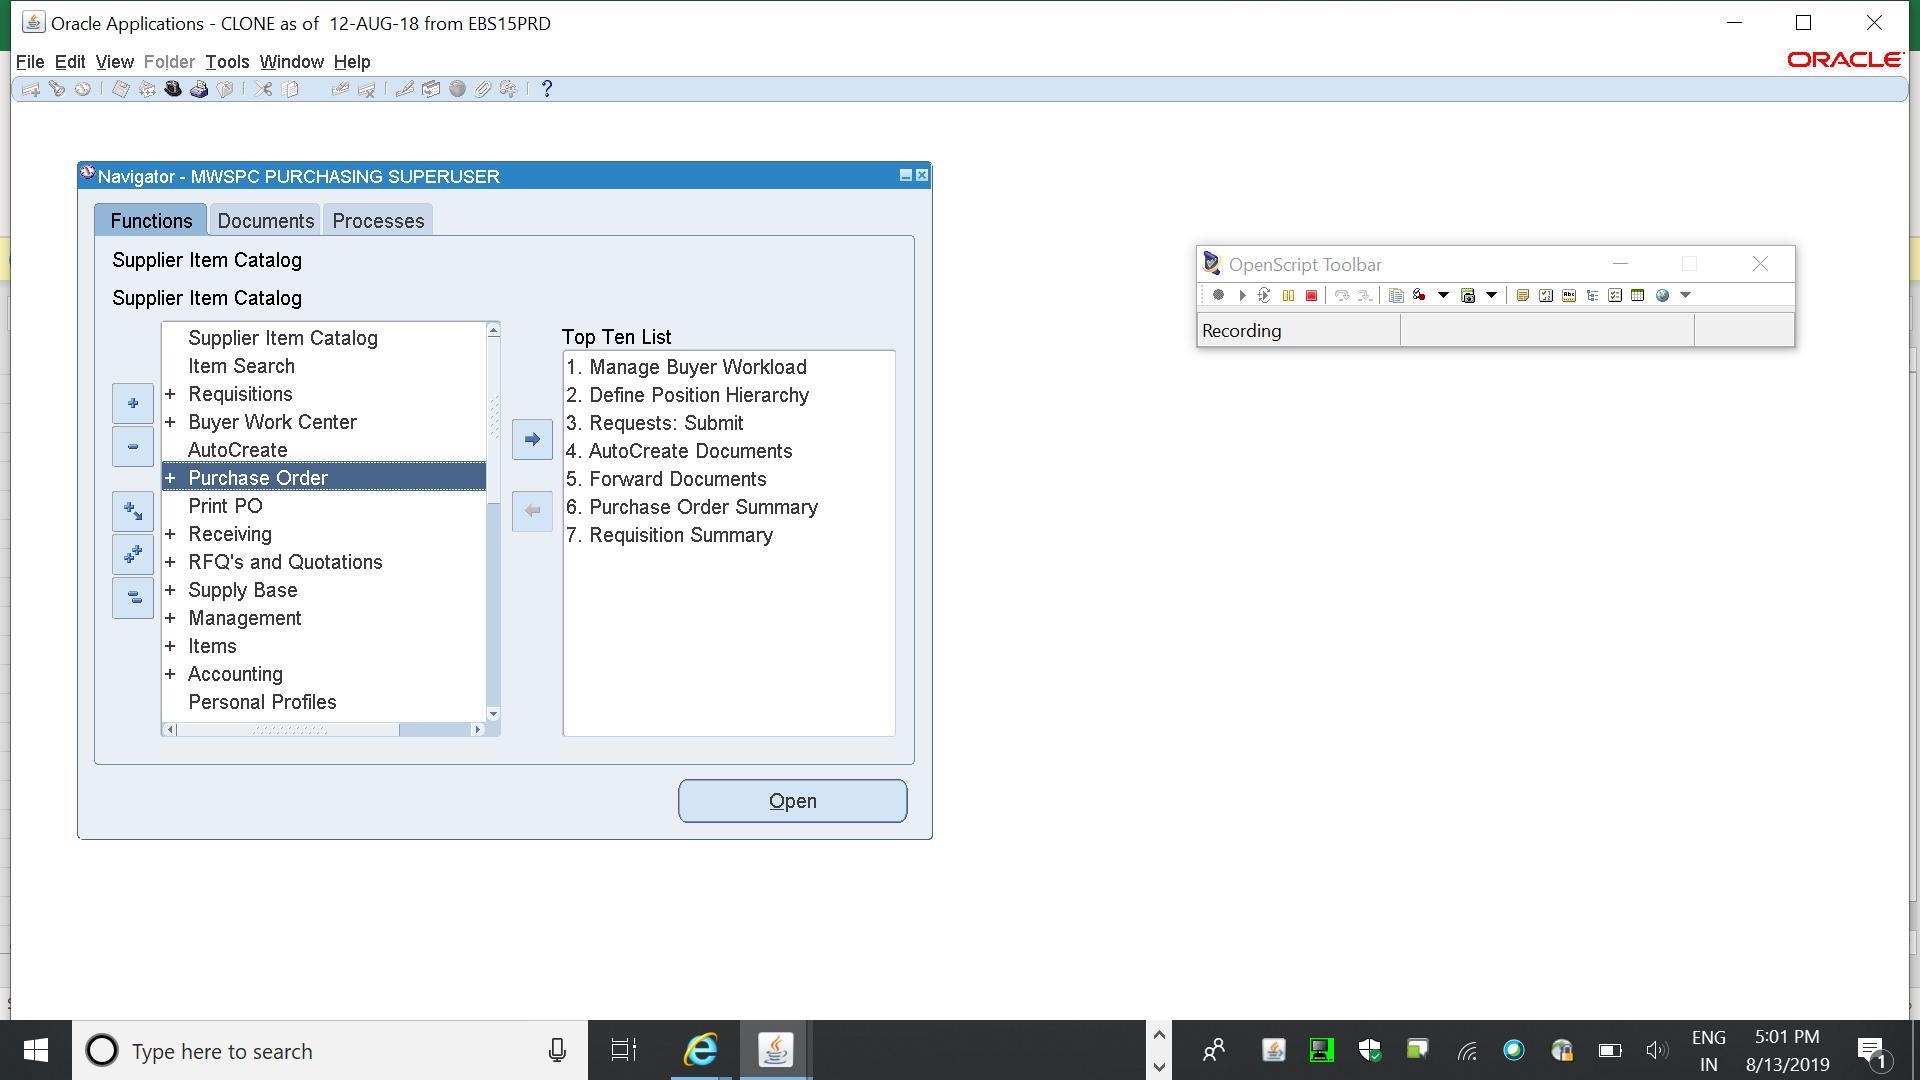 Oracle Applications - CLONE as of  12-AUG-18 from EBS15PRD
File Edit View Folder Tools Window Help
ORACLE
?
Navigator - MWSPC PURCHASING SUPERUSER
Functions Documents Processes
Supplier Item Catalog
Supplier Item Catalog
Supplier Item Catalog
Item Search
+ Requisitions
+ Buyer Work Center
AutoCreate
+ Purchase Order
Print PO
+ Receiving
+ RFQ's and Quotations
+ Supply Base
+ Management
+ Items
+ Accounting
Personal Profiles
Top Ten List
1. Manage Buyer Workload
2. Define Position Hierarchy
3. Requests: Submit
4. AutoCreate Documents
5. Forward Documents
6. Purchase Order Summary
7. Requisition Summary
Open
OpenScript Toolbar
Recording
Type here to search
ENG
IN
5:01 PM
8/13/2019
1